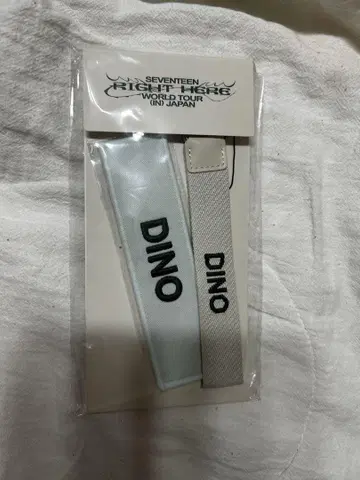 SEVENTEEN
RIGHT HERE
WORLD TOUR
(IN) JAPAN
DINO
DINO